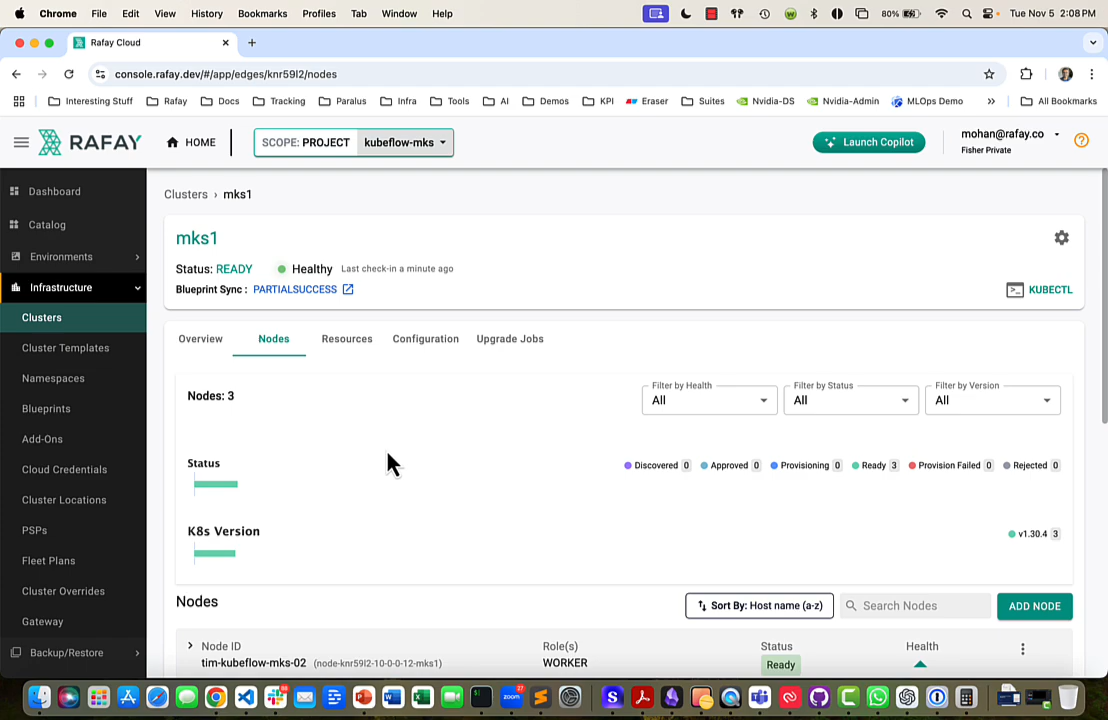 Chrome File Edit View History Bookmarks Profiles Tab Window Help 80% Tue Nov 5 2:08 PM
Rafay Cloud
console.rafay.dev/#/app/edges/knr59l2/nodes
Interesting Stuff Rafay Docs Tracking Paralus Infra Tools AI Demos KPI Eraser Suites Nvidia-DS Nvidia-Admin MLOps Demo » All Bookmarks
RAFAY HOME SCOPE: PROJECT kubeflow-mks Launch Copilot mohan@rafay.co
Fisher Private
Dashboard
Catalog
Environments
Infrastructure
Clusters
Cluster Templates
Namespaces
Blueprints
Add-Ons
Cloud Credentials
Cluster Locations
PSPs
Fleet Plans
Cluster Overrides
Gateway
Backup/Restore
Clusters › mks1
mks1
Status: READY Healthy Last check-in a minute ago
Blueprint Sync : PARTIALSUCCESS
KUBECTL
Overview Nodes Resources Configuration Upgrade Jobs
Nodes: 3
Filter by Health
All
Filter by Status
All
Filter by Version
All
Status
Discovered 0 Approved 0 Provisioning 0 Ready 3 Provision Failed 0 Rejected 0
K8s Version
v1.30.4 3
Nodes
Sort By: Host name (a-z) Search Nodes ADD NODE
Node ID Role(s) Status Health
tim-kubeflow-mks-02 (node-knr59l2-10-0-0-12-mks1) WORKER Ready